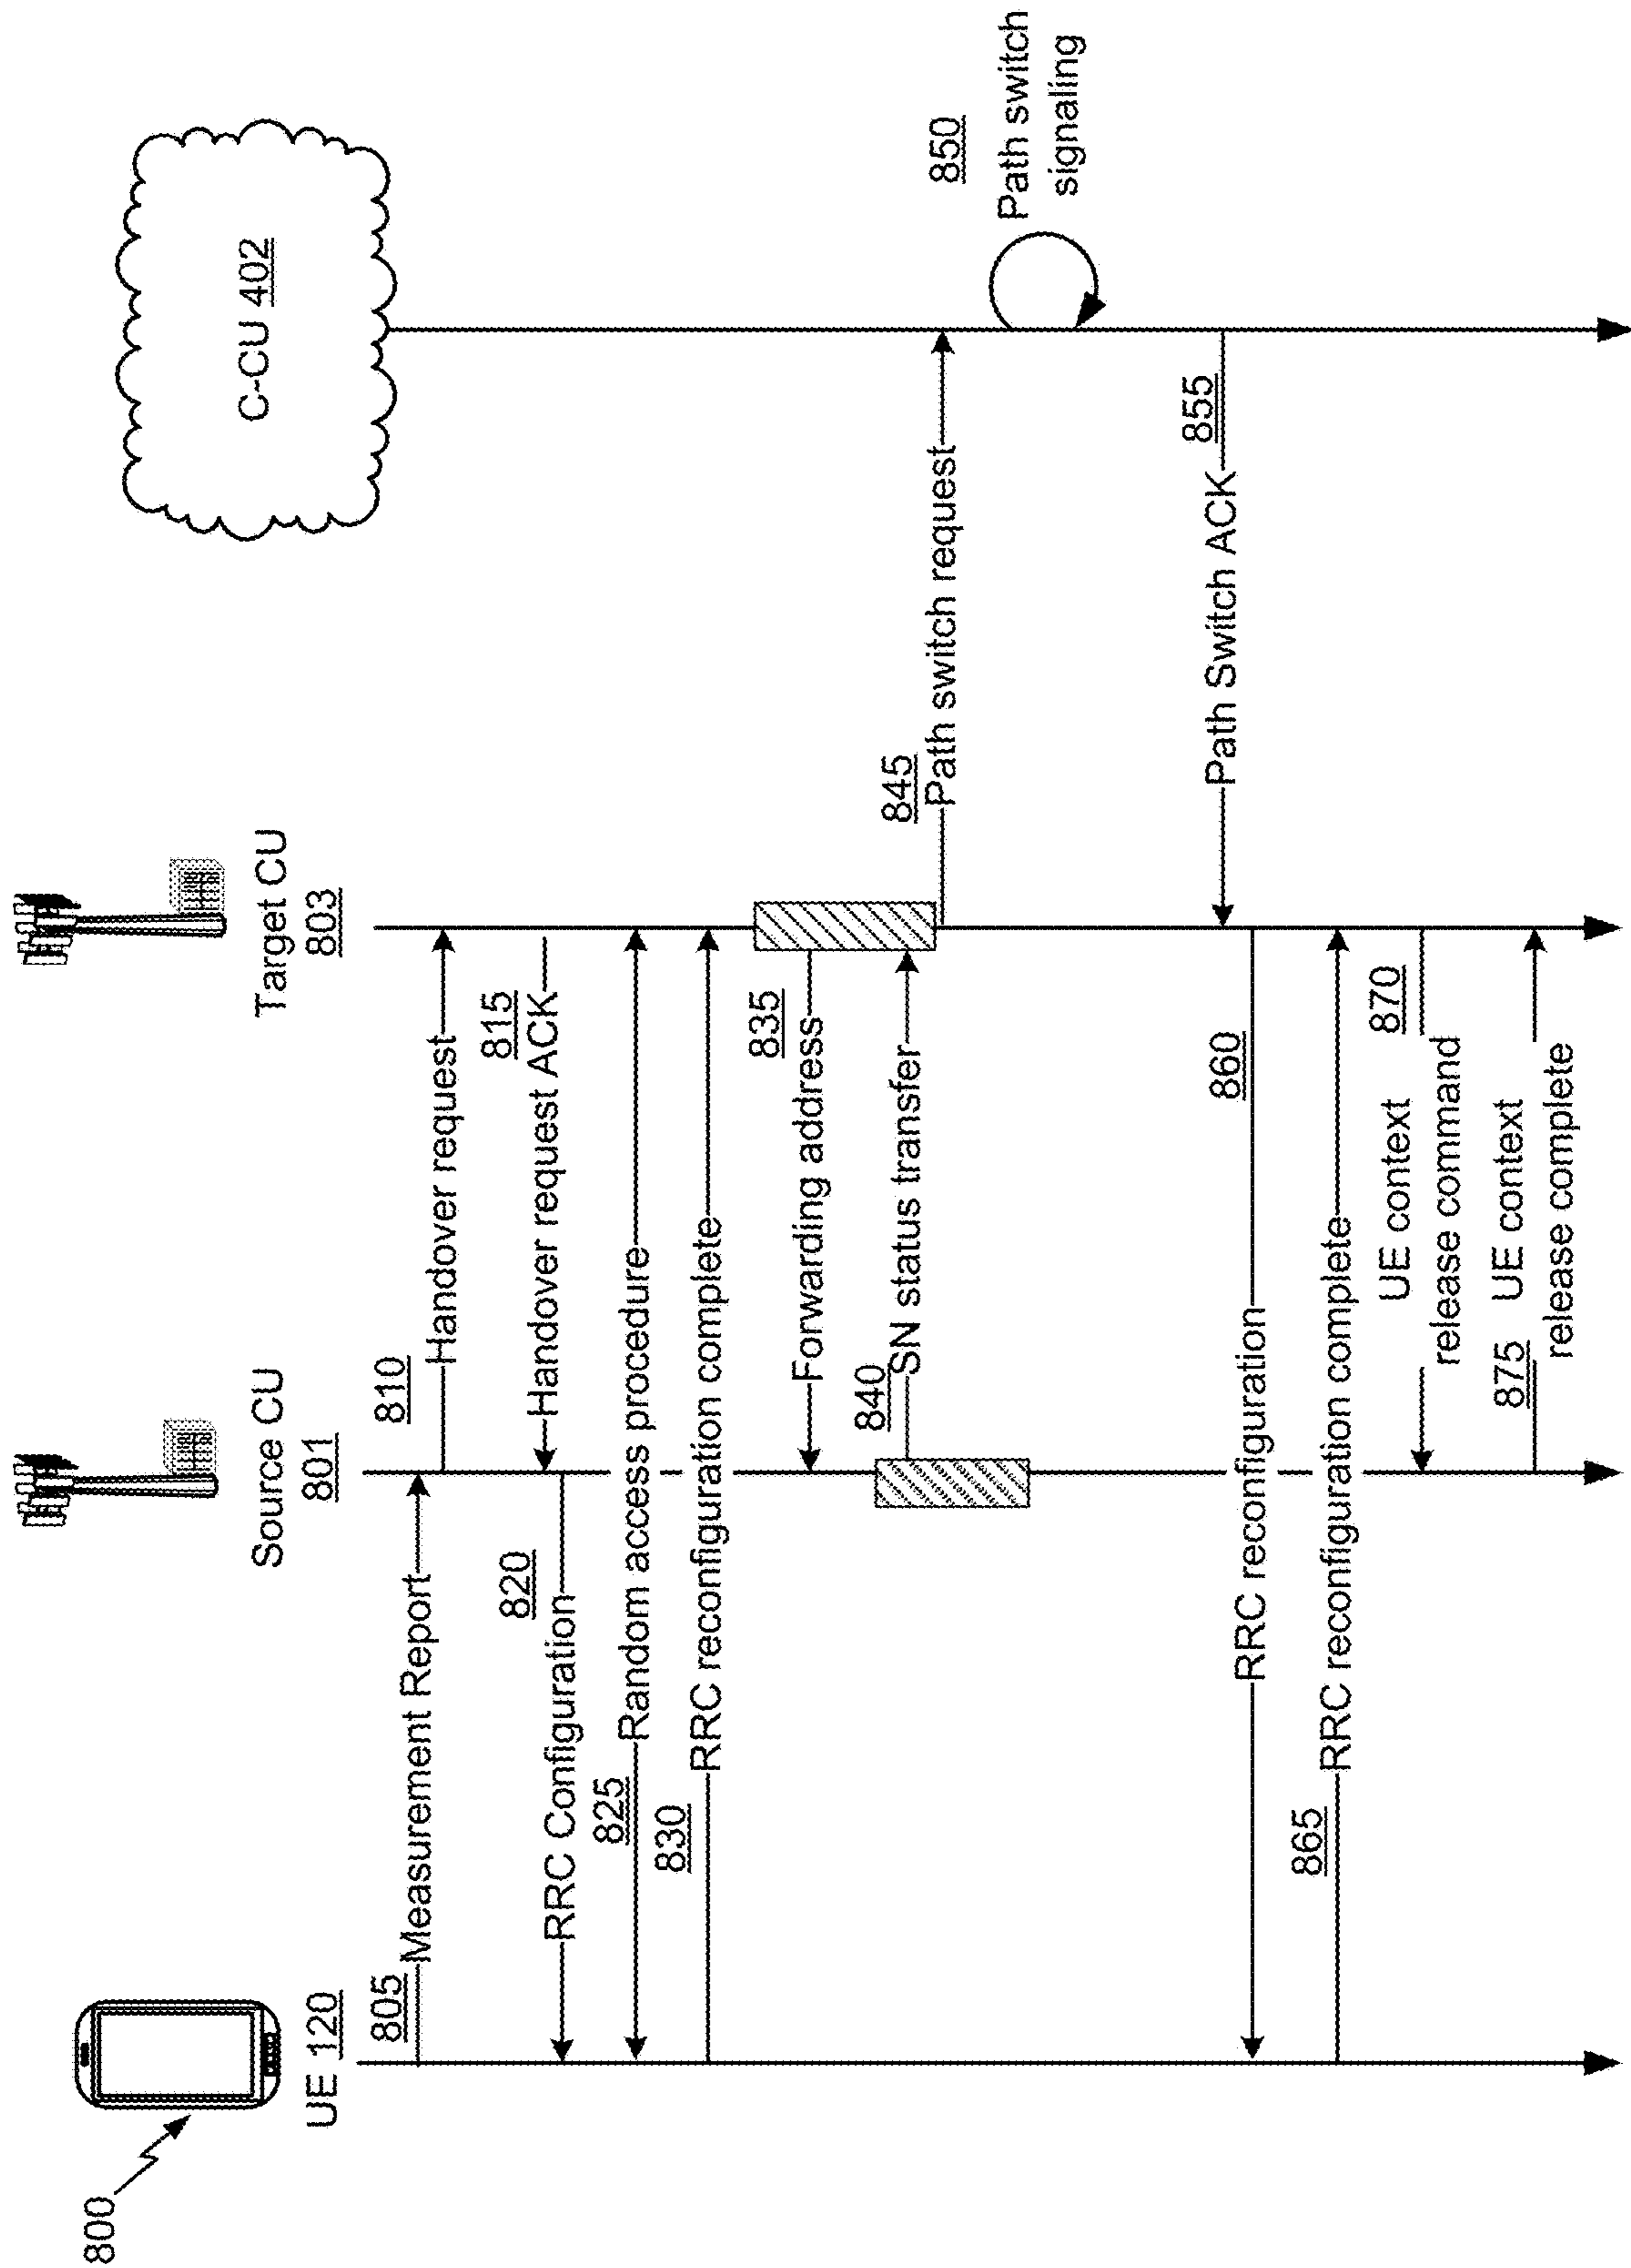 800
UE 120
Source CU
801
Target CU
803
C-CU 402
805
Measurement Report
810
Handover request
815
Handover request ACK
820
RRC Configuration
825
Random access procedure
830
RRC reconfiguration complete
835
Forwarding address
840
SN status transfer
845
Path switch request
850
Path switch
signaling
855
Path Switch ACK
860
RRC reconfiguration
865
RRC reconfiguration complete
870
UE context
release command
875
UE context
release complete